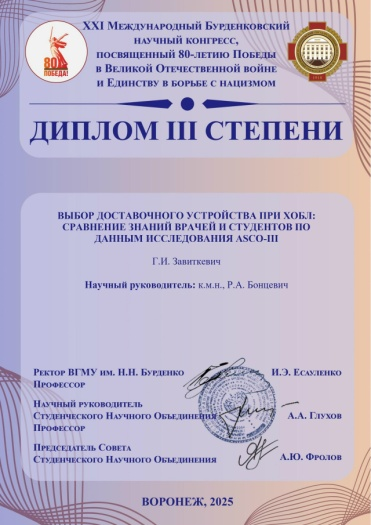 XXI Международный Бурденковский
научный конгресс,
посвященный 80-летию Победы
в Великой Отечественной войне
и Единству в борьбе с нацизмом
80
ПОБЕДА!
1918
ДИПЛОМ III СТЕПЕНИ
ВЫБОР ДОСТАВОЧНОГО УСТРОЙСТВА ПРИ ХОБЛ:
СРАВНЕНИЕ ЗНАНИЙ ВРАЧЕЙ И СТУДЕНТОВ ПО
ДАННЫМ ИССЛЕДОВАНИЯ ASCO-III
Г.И. Завиткевич
Научный руководитель: к.м.н., Р.А. Бонцевич
Ректор ВГМУ им. Н.Н. Бурденко И.Э. Есауленко
Профессор
Научный руководитель
Студенческого Научного Объединения А.А. Глухов
Профессор
Председатель Совета
Студенческого Научного Объединения А.Ю. Фролов
ВОРОНЕЖ, 2025